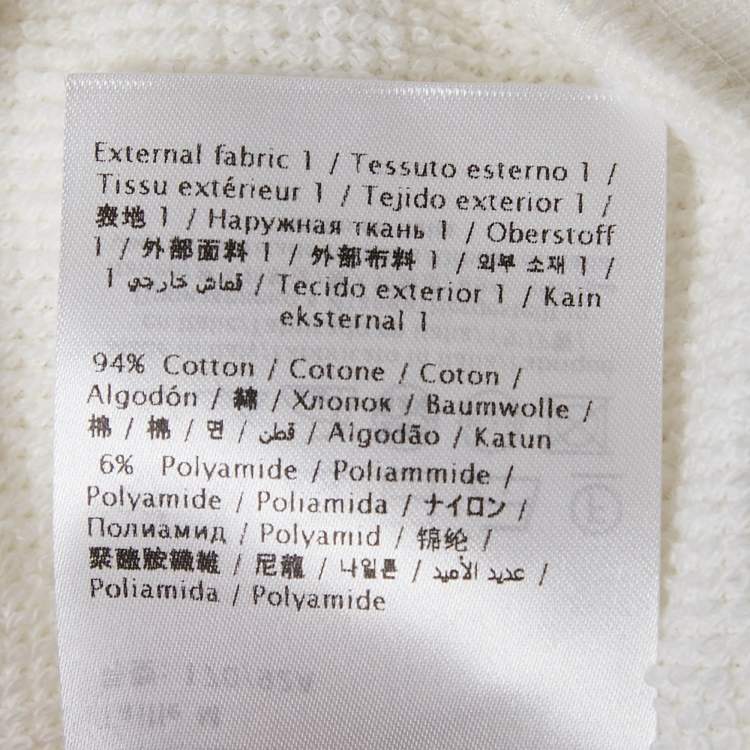 External fabric 1 / Tessuto esterno 1 /
Tissu extérieur 1 / Tejido exterior 1 /
表地 1 / Наружная ткань 1 / Oberstoff
1 / 外部面料 1 / 外部布料 1 / 외부 소재 1 /
1 قماش خارجي / Tecido exterior 1 / Kain
eksternal 1
94% Cotton / Cotone / Coton /
Algodón / 綿 / Хлопок / Baumwolle /
棉 / 棉 / 면 / قطن / Algodão / Katun
6% Polyamide / Poliammide /
Polyamide / Poliamida / ナイロン /
Полиамид / Polyamid / 锦纶 /
聚醯胺纖維 / 尼龍 / 나일론 / عديد الأميد /
Poliamida / Polyamide